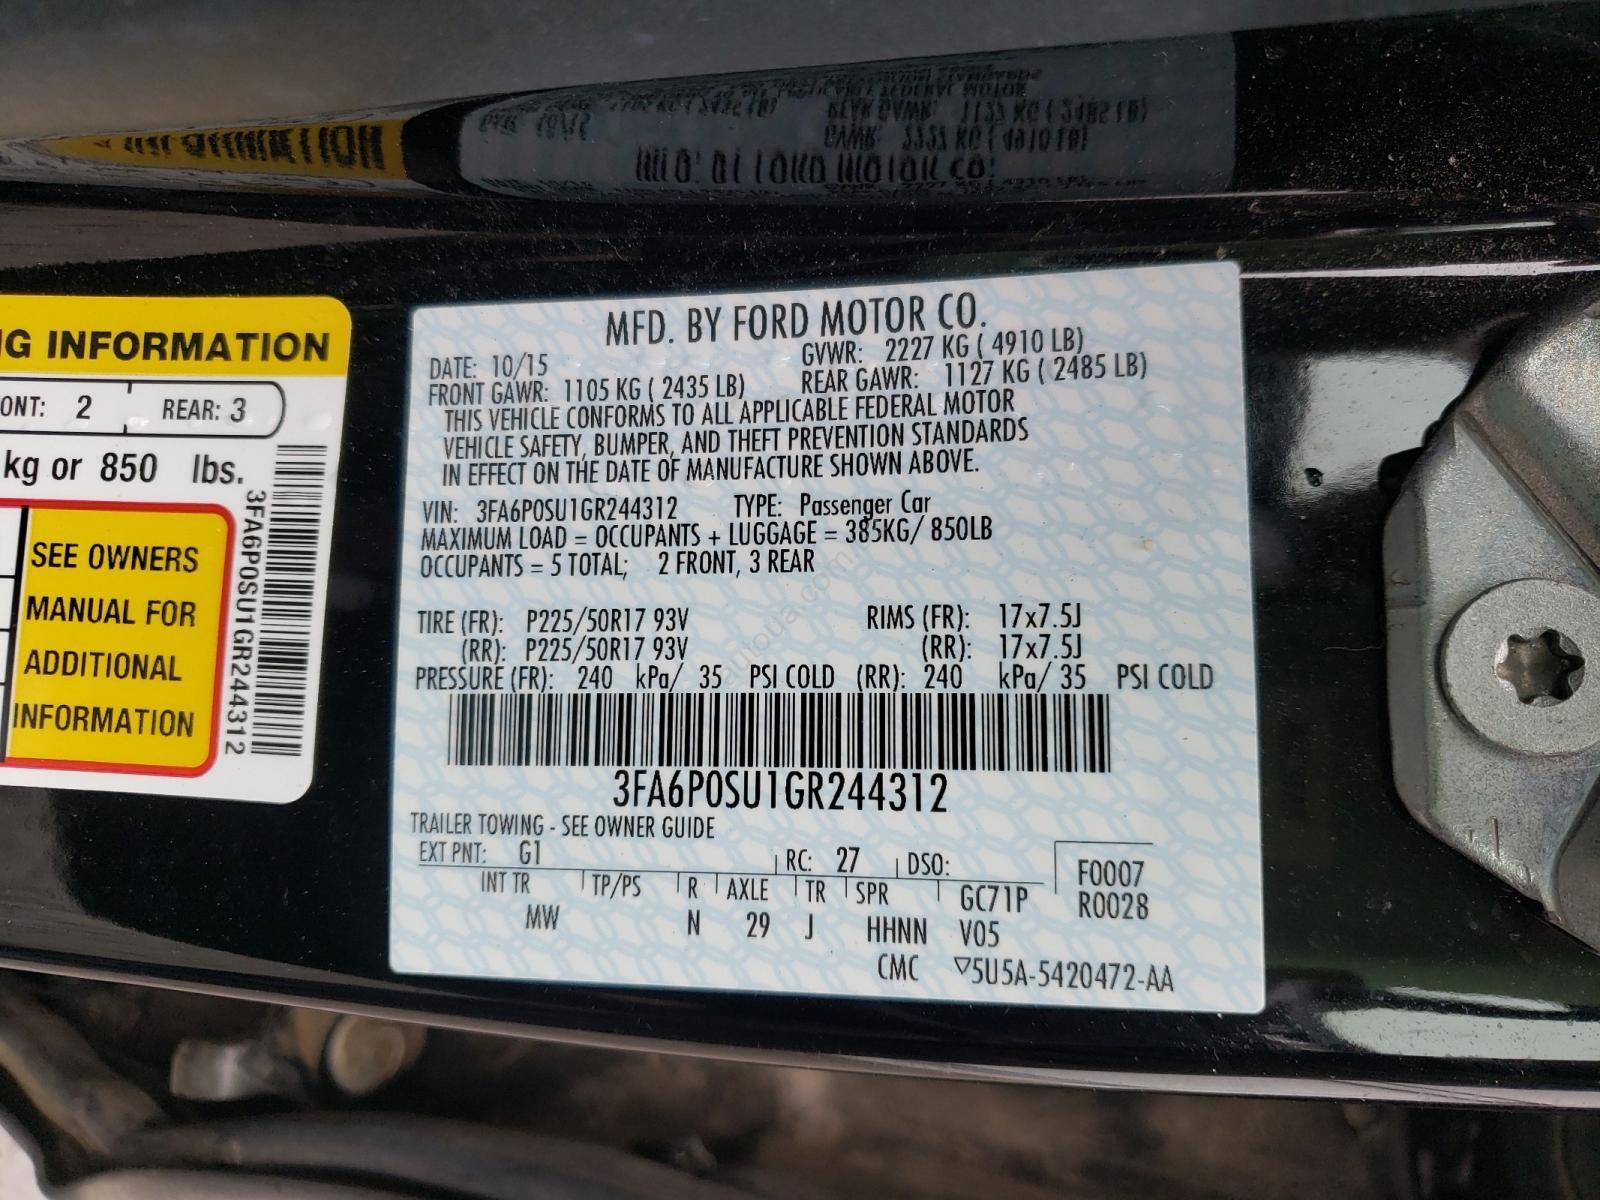 NG INFORMATION
ONT: 2 REAR: 3
kg or 850 lbs.
SEE OWNERS
MANUAL FOR
ADDITIONAL
INFORMATION
3FA6P0SU1GR244312
MFD. BY FORD MOTOR CO.
DATE: 10/15 GVWR: 2227 KG ( 4910 LB)
FRONT GAWR: 1105 KG ( 2435 LB) REAR GAWR: 1127 KG ( 2485 LB)
THIS VEHICLE CONFORMS TO ALL APPLICABLE FEDERAL MOTOR
VEHICLE SAFETY, BUMPER, AND THEFT PREVENTION STANDARDS
IN EFFECT ON THE DATE OF MANUFACTURE SHOWN ABOVE.
VIN: 3FA6P0SU1GR244312 TYPE: Passenger Car
MAXIMUM LOAD = OCCUPANTS + LUGGAGE = 385KG/ 850LB
OCCUPANTS = 5 TOTAL; 2 FRONT, 3 REAR
TIRE (FR): P225/50R17 93V RIMS (FR): 17x7.5J
(RR): P225/50R17 93V (RR): 17x7.5J
PRESSURE (FR): 240 kPa/ 35 PSI COLD (RR): 240 kPa/ 35 PSI COLD
3FA6P0SU1GR244312
TRAILER TOWING - SEE OWNER GUIDE
EXT PNT: G1 RC: 27 DSO: F0007
INT TR TP/PS R AXLE TR SPR GC71P R0028
MW N 29 J HHNN V05
CMC ▽5U5A-5420472-AA